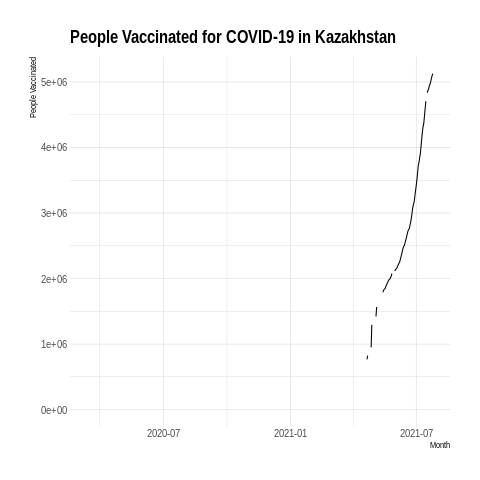 People Vaccinated for COVID-19 in Kazakhstan
People Vaccinated
5e+06
4e+06
3e+06
2e+06
1e+06
0e+00
2020-07
2021-01
2021-07
Month